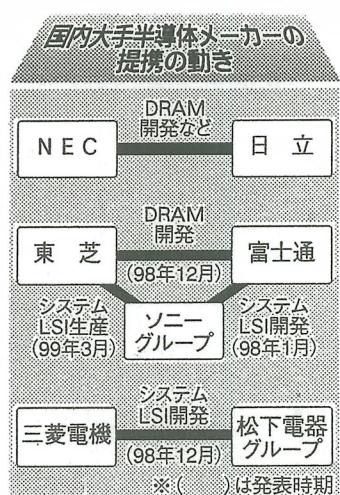 国内大手半導体メーカーの
提携の動き
DRAM
開発など
NEC
日 立
DRAM
開発
東 芝
富士通
(98年12月)
システム
LSI生産
(99年3月)
ソニー
グループ
システム
LSI開発
(98年1月)
システム
LSI開発
三菱電機
松下電器
グループ
(98年12月)
※( )は発表時期